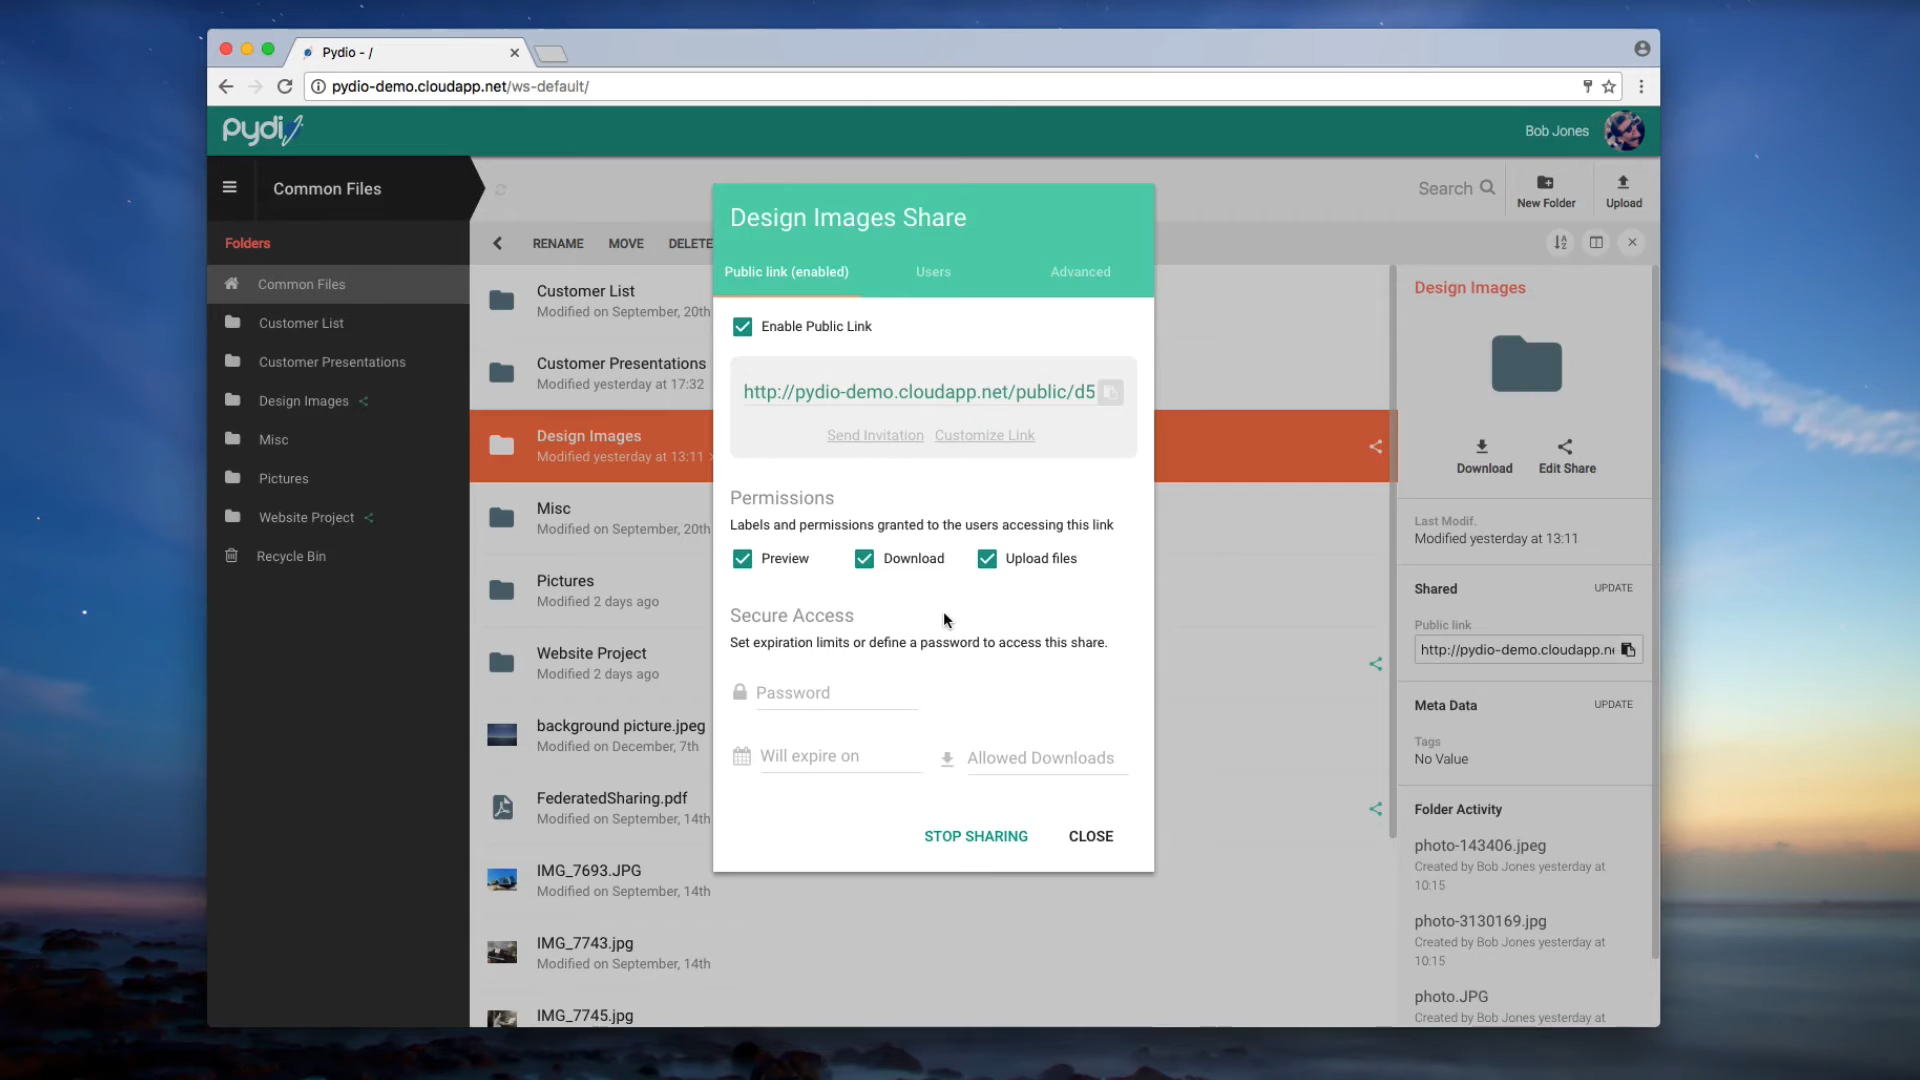 Pydio - /
pydio-demo.cloudapp.net/ws-default/
pydio
Bob Jones
Common Files
Search
New Folder
Upload
Folders
Common Files
Customer List
Customer Presentations
Design Images
Misc
Pictures
Website Project
Recycle Bin
RENAME MOVE DELETE
Customer List
Modified on September, 20th
Customer Presentations
Modified yesterday at 17:32
Design Images
Modified yesterday at 13:11
Misc
Modified on September, 20th
Pictures
Modified 2 days ago
Website Project
Modified 2 days ago
background picture.jpeg
Modified on December, 7th
FederatedSharing.pdf
Modified on September, 14th
IMG_7693.JPG
Modified on September, 14th
IMG_7743.jpg
Modified on September, 14th
IMG_7745.jpg
Design Images Share
Public link (enabled) Users Advanced
Enable Public Link
http://pydio-demo.cloudapp.net/public/d5
Send Invitation Customize Link
Permissions
Labels and permissions granted to the users accessing this link
Preview Download Upload files
Secure Access
Set expiration limits or define a password to access this share.
Password
Will expire on Allowed Downloads
STOP SHARING CLOSE
Design Images
Download Edit Share
Last Modif.
Modified yesterday at 13:11
Shared UPDATE
Public link
http://pydio-demo.cloudapp.n
Meta Data UPDATE
Tags
No Value
Folder Activity
photo-143406.jpeg
Created by Bob Jones yesterday at
10:15
photo-3130169.jpg
Created by Bob Jones yesterday at
10:15
photo.JPG
Created by Bob Jones yesterday at